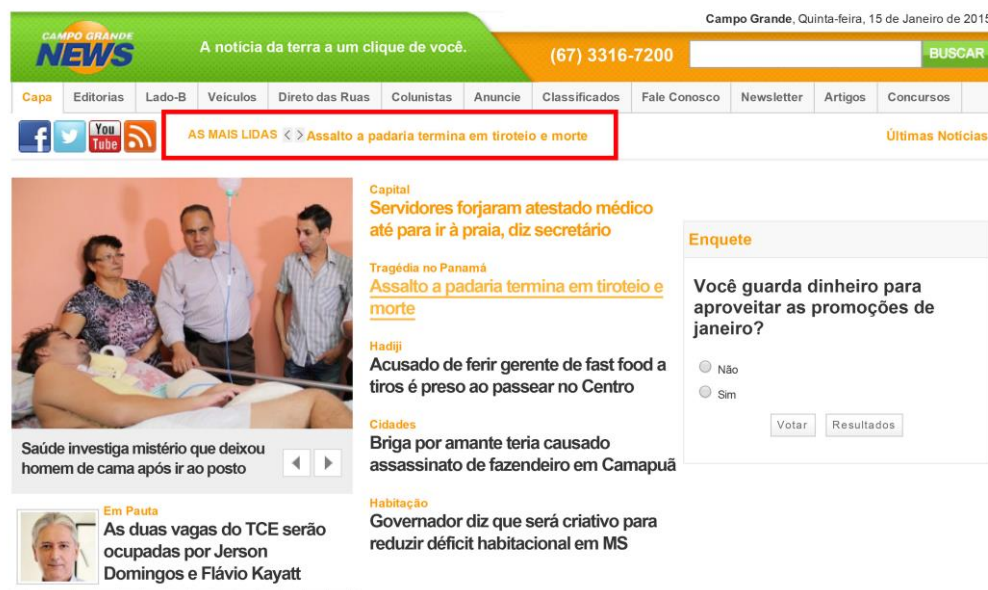 Campo Grande, Quinta-feira, 15 de Janeiro de 2015
CAMPO GRANDE
NEWS
A notícia da terra a um clique de você.
(67) 3316-7200
BUSCAR
Capa Editorias Lado-B Veículos Direto das Ruas Colunistas Anuncie Classificados Fale Conosco Newsletter Artigos Concursos
You
Tube
AS MAIS LIDAS < > Assalto a padaria termina em tiroteio e morte
Últimas Notícias
Capital
Servidores forjaram atestado médico
até para ir à praia, diz secretário
Tragédia no Panamá
Assalto a padaria termina em tiroteio e
morte
Hadiji
Acusado de ferir gerente de fast food a
tiros é preso ao passear no Centro
Cidades
Briga por amante teria causado
assassinato de fazendeiro em Camapuã
Habitação
Governador diz que será criativo para
reduzir déficit habitacional em MS
Saúde investiga mistério que deixou
homem de cama após ir ao posto
Em Pauta
As duas vagas do TCE serão
ocupadas por Jerson
Domingos e Flávio Kayatt
Enquete
Você guarda dinheiro para
aproveitar as promoções de
janeiro?
Não
Sim
Votar Resultados